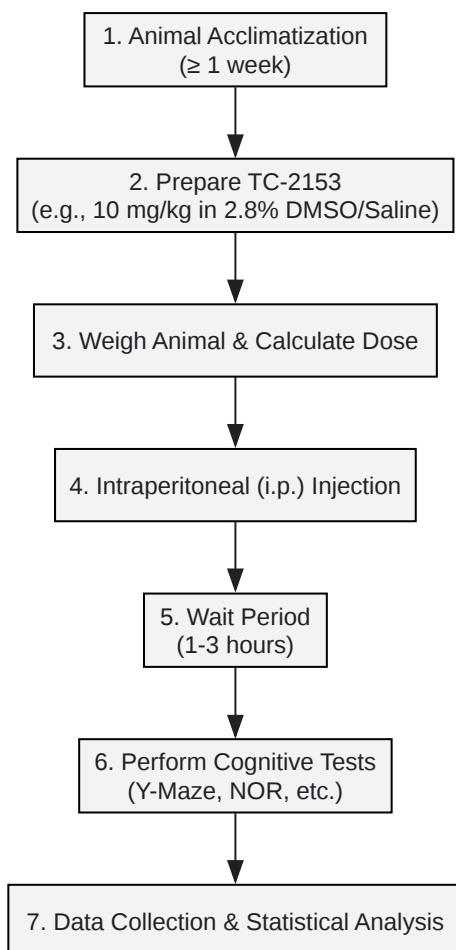 1. Animal Acclimatization
(≥ 1 week)
2. Prepare TC-2153
(e.g., 10 mg/kg in 2.8% DMSO/Saline)
3. Weigh Animal & Calculate Dose
4. Intraperitoneal (i.p.) Injection
5. Wait Period
(1-3 hours)
6. Perform Cognitive Tests
(Y-Maze, NOR, etc.)
7. Data Collection & Statistical Analysis